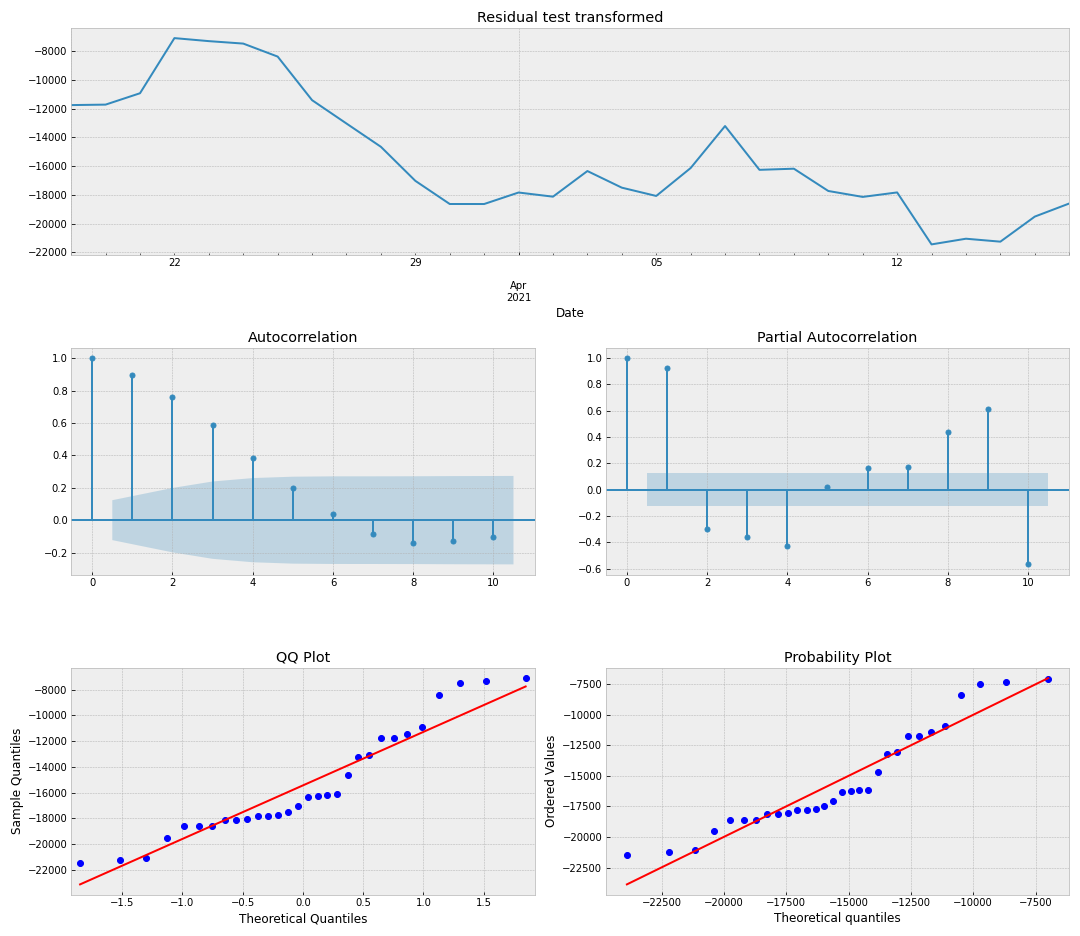 Residual test transformed
−8000
−10000
−12000
−14000
−16000
−18000
−20000
−22000
22
29
05
12
Apr
2021
Date
Autocorrelation
1.0
0.8
0.6
0.4
0.2
0.0
−0.2
0 2 4 6 8 10
Partial Autocorrelation
1.0
0.8
0.6
0.4
0.2
0.0
−0.2
−0.4
−0.6
0 2 4 6 8 10
QQ Plot
Sample Quantiles
−8000
−10000
−12000
−14000
−16000
−18000
−20000
−22000
−1.5 −1.0 −0.5 0.0 0.5 1.0 1.5
Theoretical Quantiles
Probability Plot
Ordered Values
−7500
−10000
−12500
−15000
−17500
−20000
−22500
−22500 −20000 −17500 −15000 −12500 −10000 −7500
Theoretical quantiles